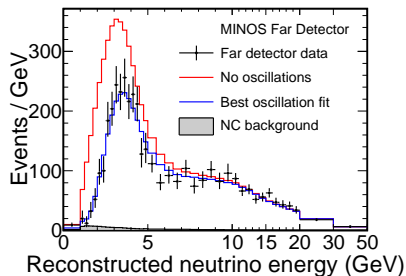 MINOS Far Detector
Far detector data
No oscillations
Best oscillation fit
NC background
Events / GeV
300
200
100
0
0 5 10 15 20 30 50
Reconstructed neutrino energy (GeV)